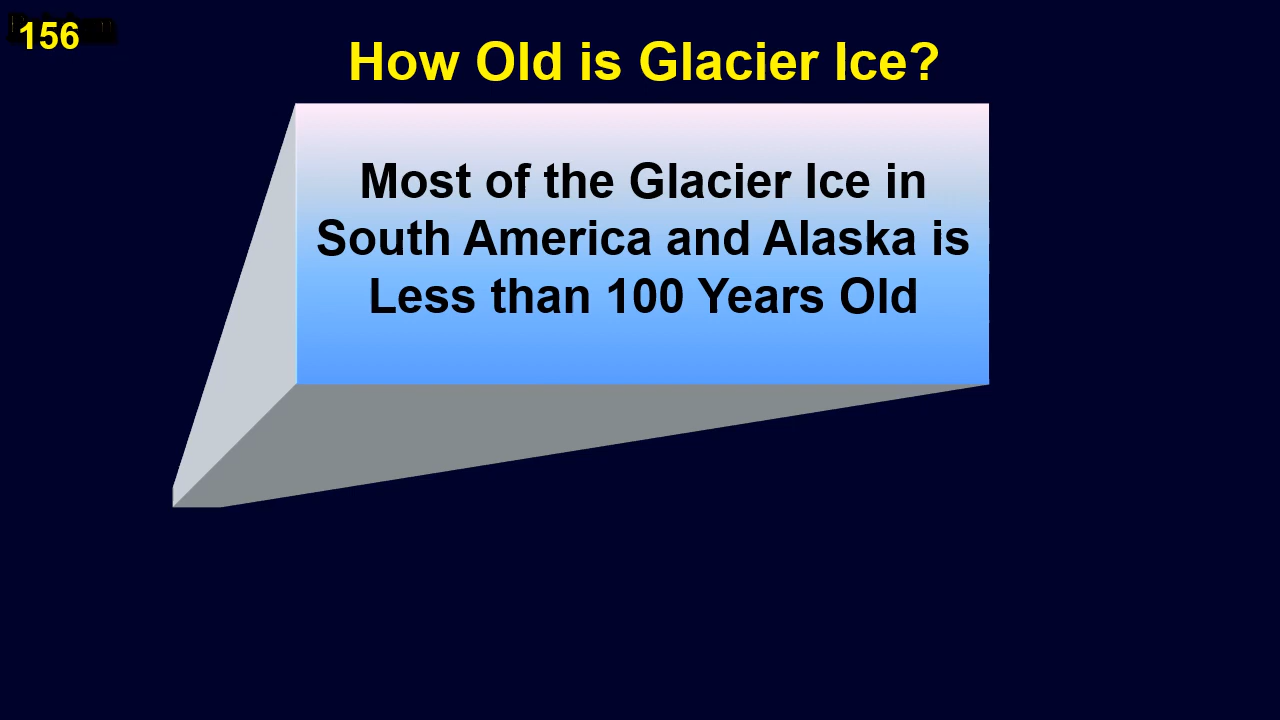 156
How Old is Glacier Ice?
Most of the Glacier Ice in
South America and Alaska is
Less than 100 Years Old